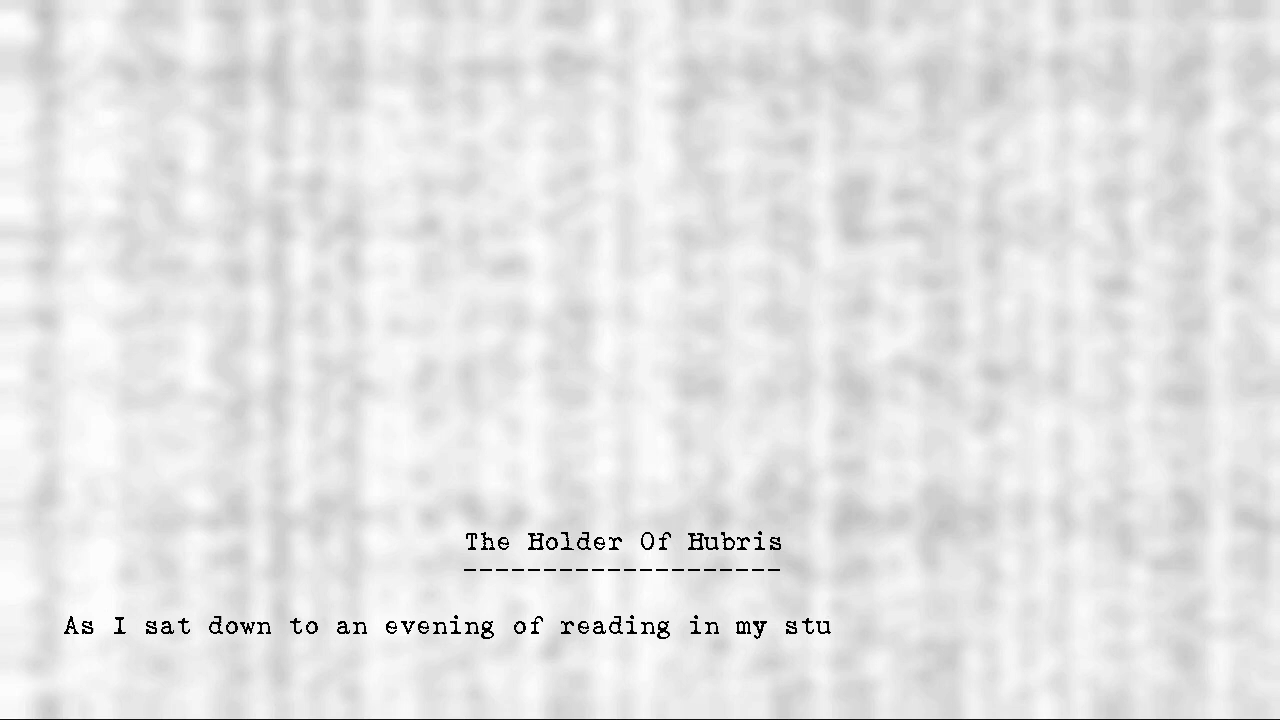 The Holder Of Hubris
--------------------
As I sat down to an evening of reading in my stu